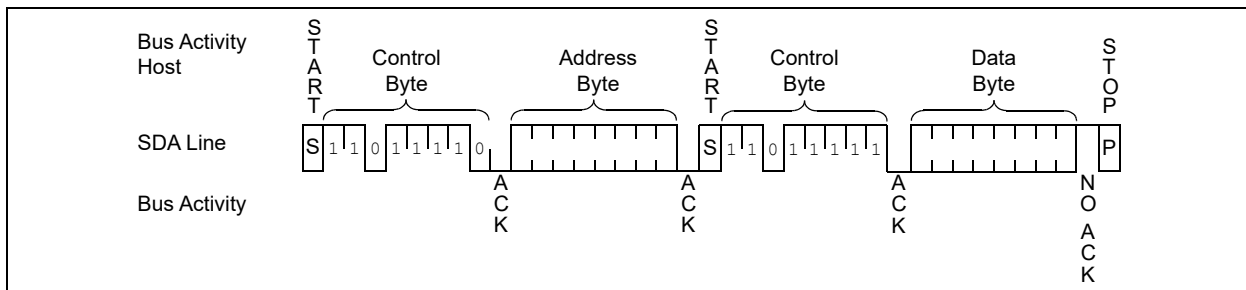 Bus Activity
Host
START
Control
Byte
Address
Byte
START
Control
Byte
Data
Byte
STOP
SDA Line
S 1 1 0 1 1 1 1 0 S 1 1 0 1 1 1 1 1 P
Bus Activity
ACK
ACK
ACK
NO ACK